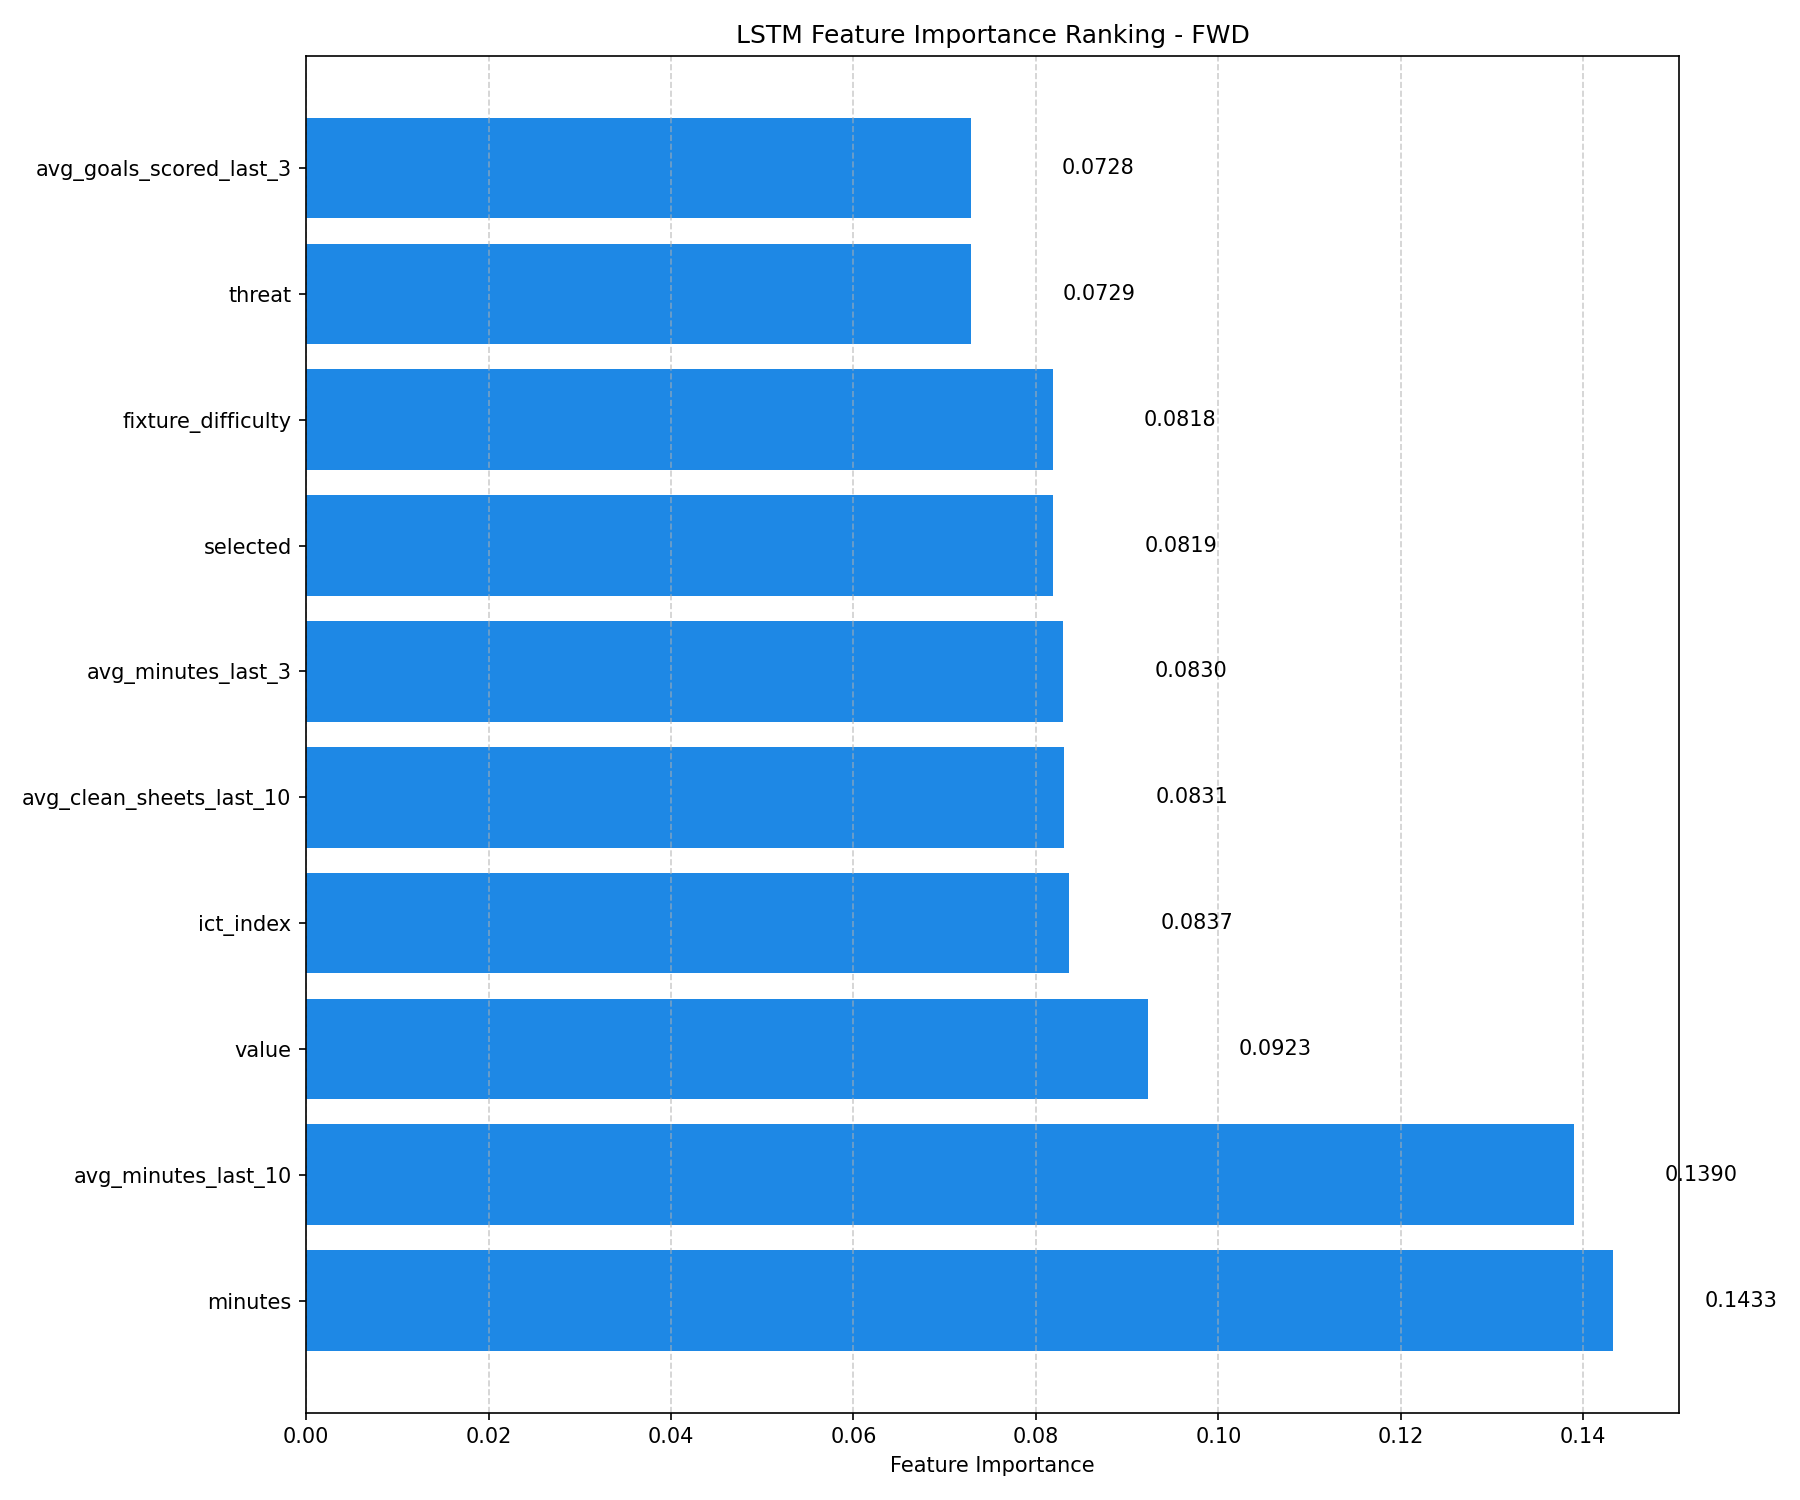 LSTM Feature Importance Ranking - FWD
avg_goals_scored_last_3 0.0728
threat 0.0729
fixture_difficulty 0.0818
selected 0.0819
avg_minutes_last_3 0.0830
avg_clean_sheets_last_10 0.0831
ict_index 0.0837
value 0.0923
avg_minutes_last_10 0.1390
minutes 0.1433
0.00 0.02 0.04 0.06 0.08 0.10 0.12 0.14
Feature Importance